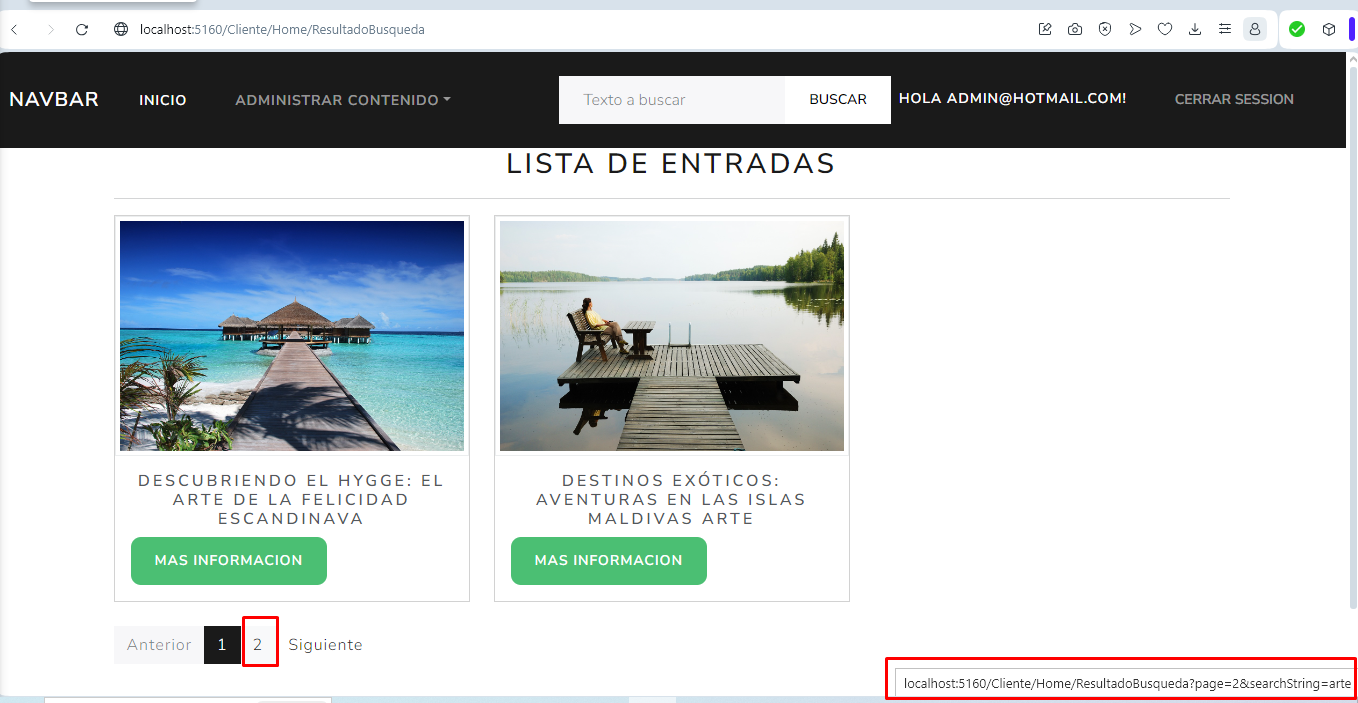 localhost:5160/Cliente/Home/ResultadoBusqueda
NAVBAR INICIO ADMINISTRAR CONTENIDO Texto a buscar BUSCAR HOLA ADMIN@HOTMAIL.COM! CERRAR SESSION
LISTA DE ENTRADAS
DESCUBRIENDO EL HYGGE: EL
ARTE DE LA FELICIDAD
ESCANDINAVA
MAS INFORMACION
DESTINOS EXÓTICOS:
AVENTURAS EN LAS ISLAS
MALDIVAS ARTE
MAS INFORMACION
Anterior 1 2 Siguiente
localhost:5160/Cliente/Home/ResultadoBusqueda?page=2&searchString=arte